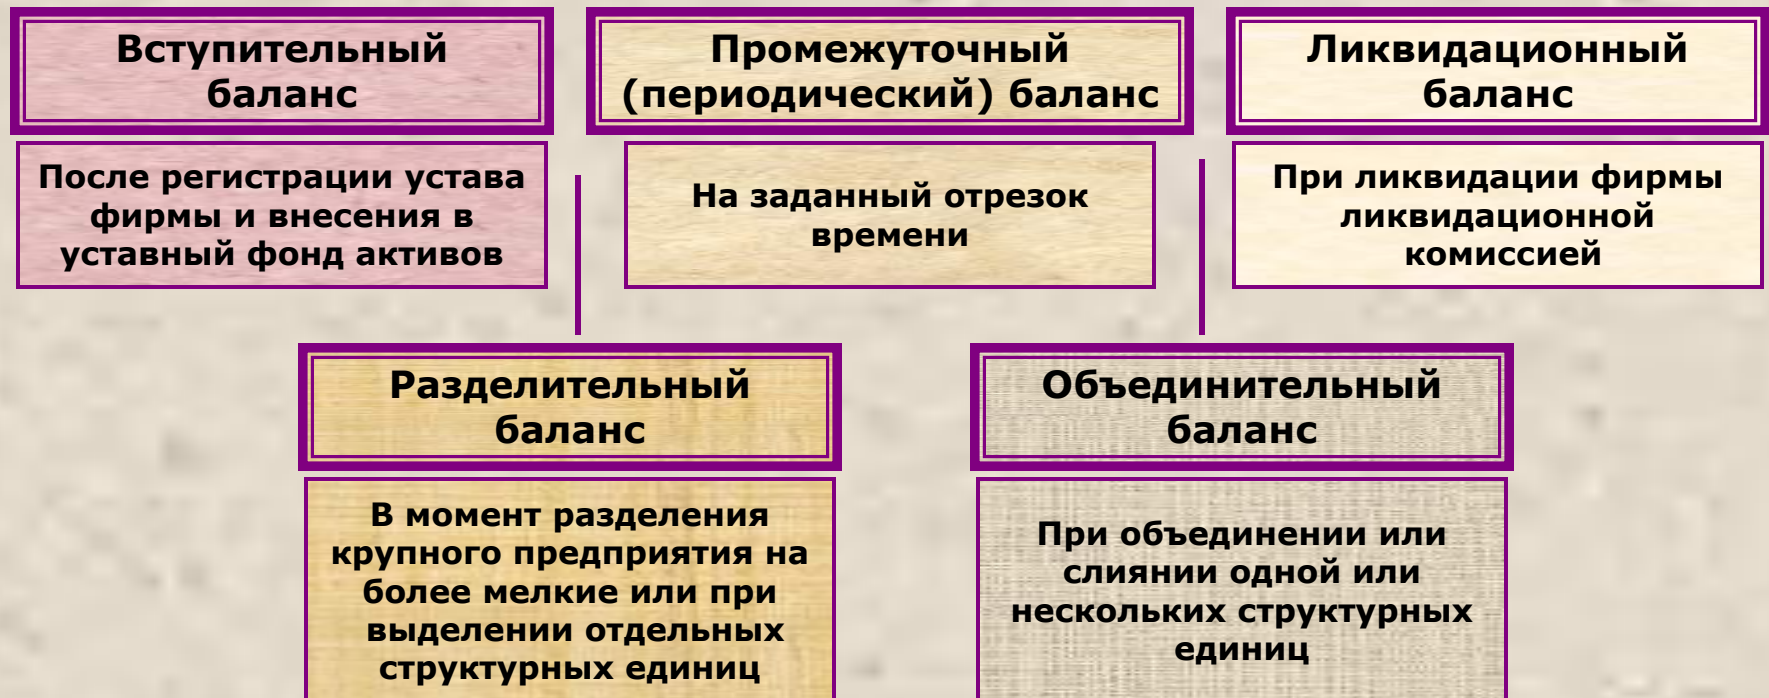 Вступительный
баланс
После регистрации устава
фирмы и внесения в
уставный фонд активов
Промежуточный
(периодический) баланс
На заданный отрезок
времени
Ликвидационный
баланс
При ликвидации фирмы
ликвидационной
комиссией
Разделительный
баланс
В момент разделения
крупного предприятия на
более мелкие или при
выделении отдельных
структурных единиц
Объединительный
баланс
При объединении или
слиянии одной или
нескольких структурных
единиц